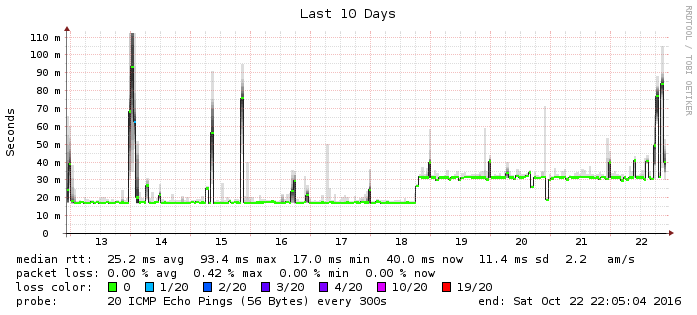 Last 10 Days
RRDTOOL / TOBI OETIKER
Seconds
110 m
100 m
90 m
80 m
70 m
60 m
50 m
40 m
30 m
20 m
10 m
0
13 14 15 16 17 18 19 20 21 22
median rtt: 25.2 ms avg 93.4 ms max 17.0 ms min 40.0 ms now 11.4 ms sd 2.2 am/s
packet loss: 0.00 % avg 0.42 % max 0.00 % min 0.00 % now
loss color: 0 1/20 2/20 3/20 4/20 10/20 19/20
probe: 20 ICMP Echo Pings (56 Bytes) every 300s end: Sat Oct 22 22:05:04 2016